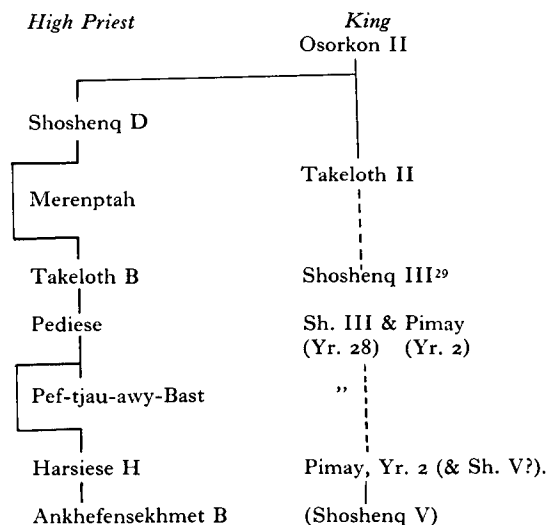 High Priest King
Osorkon II
Shoshenq D
Takeloth II
Merenptah
Takeloth B Shoshenq III²⁹
Pediese Sh. III & Pimay
(Yr. 28) (Yr. 2)
Pef-tjau-awy-Bast ,,
Harsiese H Pimay, Yr. 2 (& Sh. V?).
Ankhefensekhmet B (Shoshenq V)